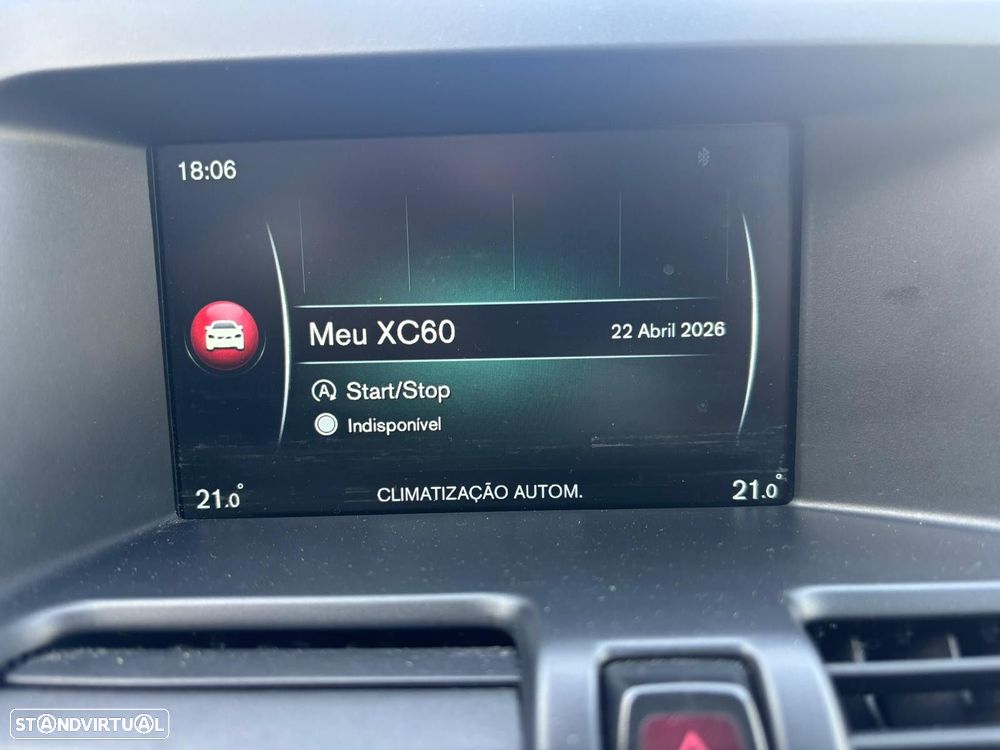 18:06
Meu XC60
22 Abril 2026
A Start/Stop
Indisponível
21.0°
CLIMATIZAÇÃO AUTOM.
21.0°
STANDVIRTUAL